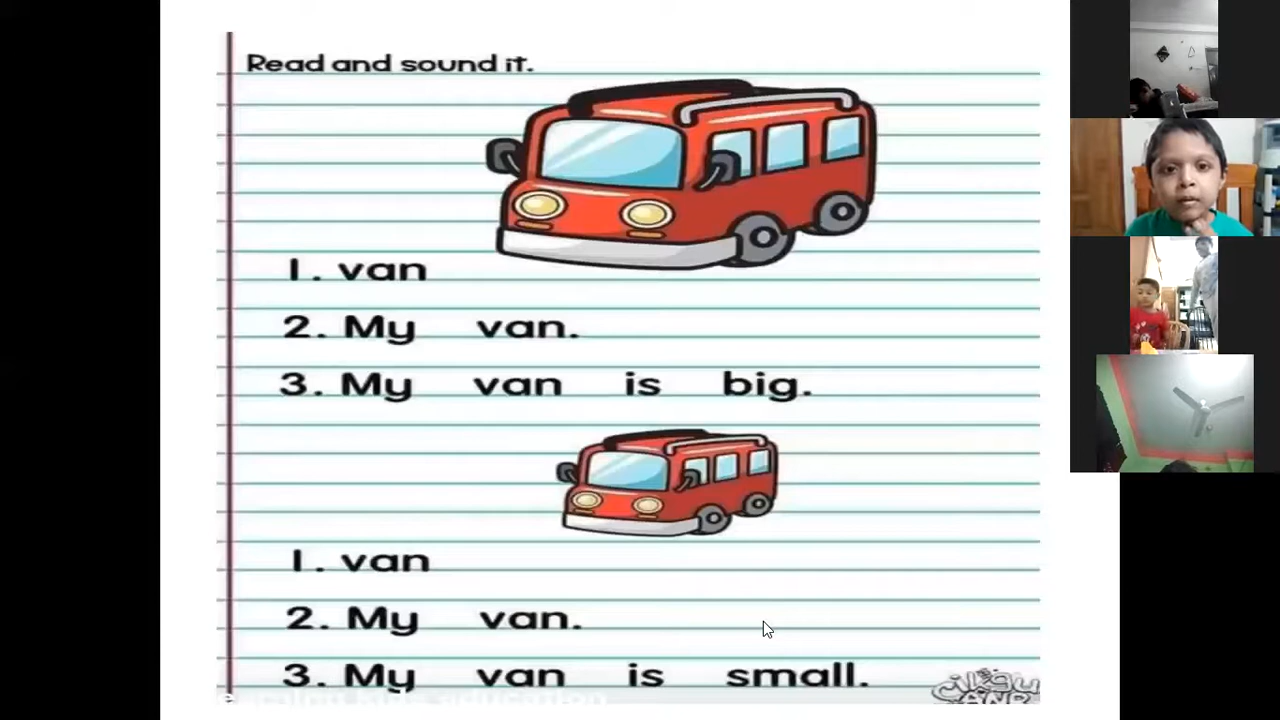 Read and sound it.
1. van
2. My van.
3. My van is big.
1. van
2. My van.
3. My van is small.